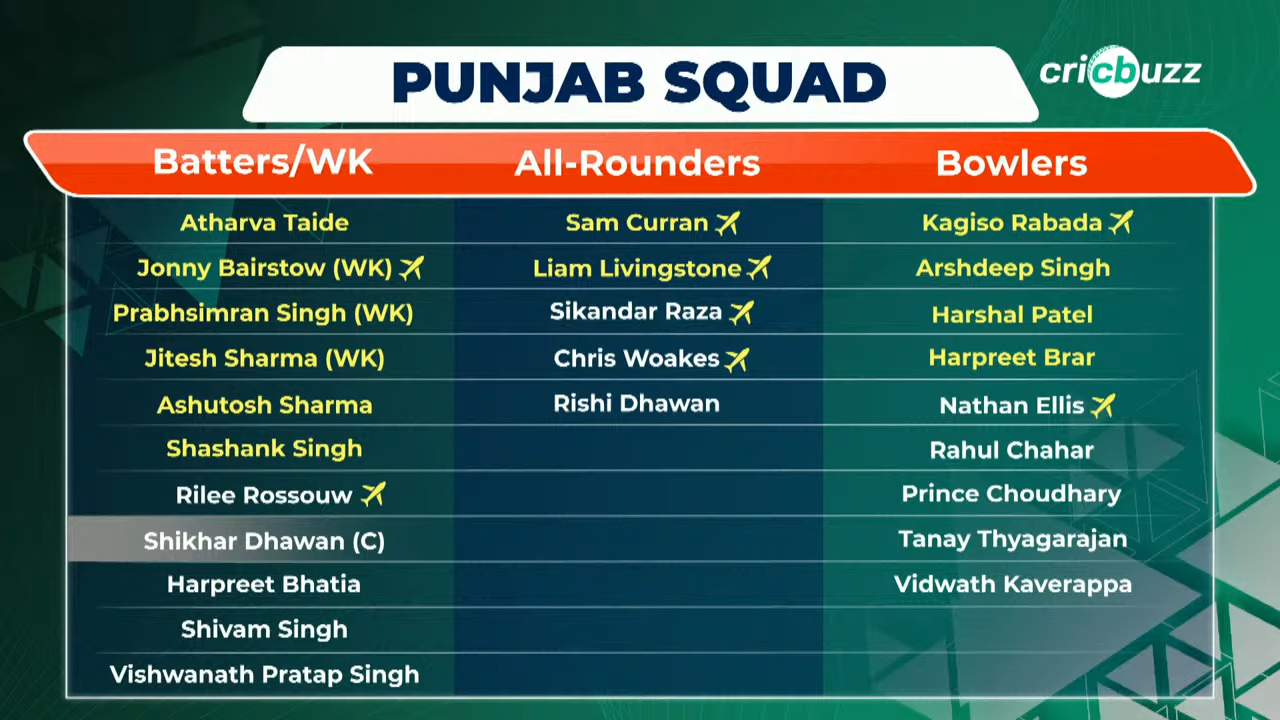 PUNJAB SQUAD
cricbuzz
Batters/WK All-Rounders Bowlers
Atharva Taide Sam Curran Kagiso Rabada
Jonny Bairstow (WK) Liam Livingstone Arshdeep Singh
Prabhsimran Singh (WK) Sikandar Raza Harshal Patel
Jitesh Sharma (WK) Chris Woakes Harpreet Brar
Ashutosh Sharma Rishi Dhawan Nathan Ellis
Shashank Singh Rahul Chahar
Rilee Rossouw Prince Choudhary
Shikhar Dhawan (C) Tanay Thyagarajan
Harpreet Bhatia Vidwath Kaverappa
Shivam Singh
Vishwanath Pratap Singh